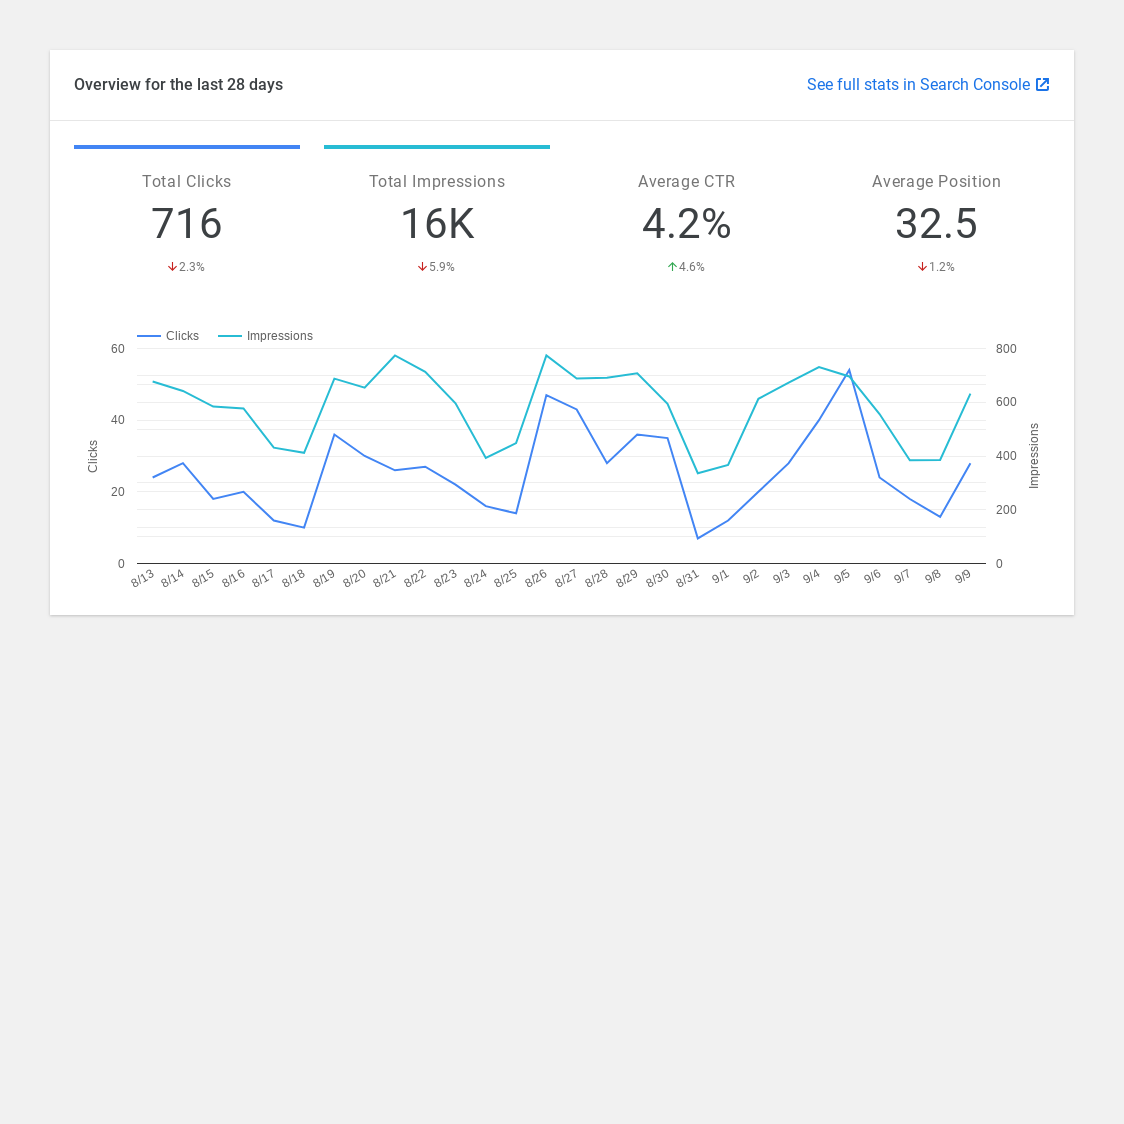 Overview for the last 28 days
See full stats in Search Console
Total Clicks
716
2.3%
Total Impressions
16K
5.9%
Average CTR
4.2%
4.6%
Average Position
32.5
1.2%
Clicks Impressions
60
40
20
0
Clicks
800
600
400
200
0
Impressions
8/13 8/14 8/15 8/16 8/17 8/18 8/19 8/20 8/21 8/22 8/23 8/24 8/25 8/26 8/27 8/28 8/29 8/30 8/31 9/1 9/2 9/3 9/4 9/5 9/6 9/7 9/8 9/9